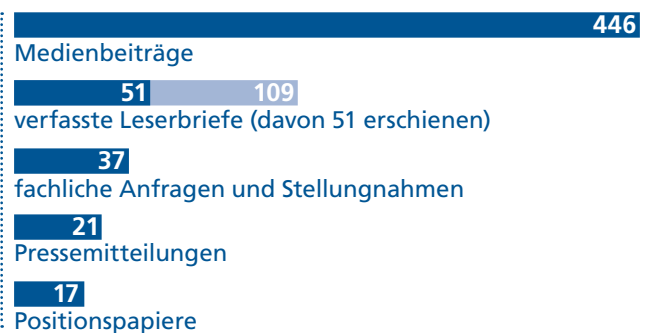 446
Medienbeiträge
51 109
verfasste Leserbriefe (davon 51 erschienen)
37
fachliche Anfragen und Stellungnahmen
21
Pressemitteilungen
17
Positionspapiere